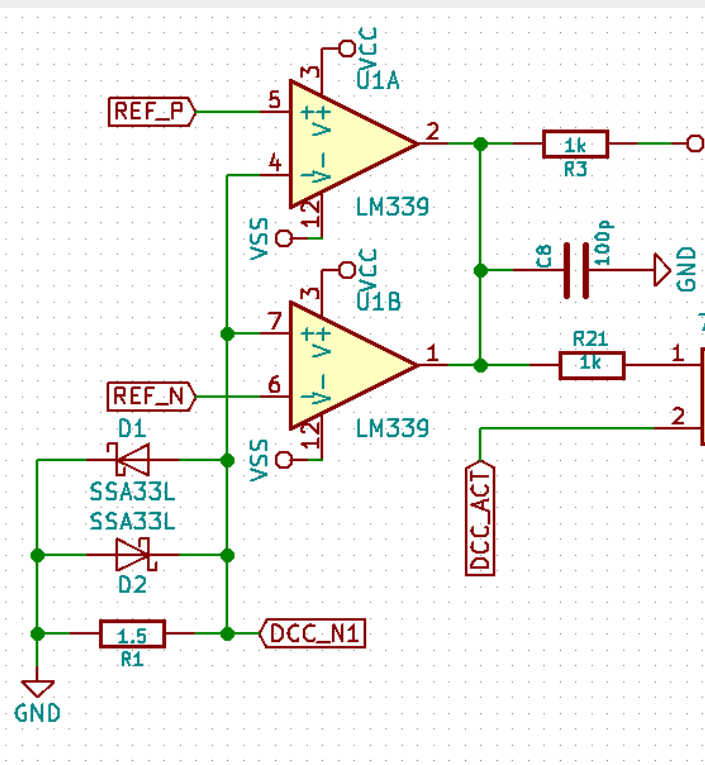 VCC
3
U1A
REF_P
5
++
V+
2
1k
R3
4
V-
12
LM339
VSS
VCC
3
U1B
C8
100p
GND
7
++
V+
1
R21
1k
1
REF_N
6
V-
12
LM339
VSS
2
D1
SSA33L
SSA33L
D2
DCC_ACT
1.5
R1
DCC_N1
GND